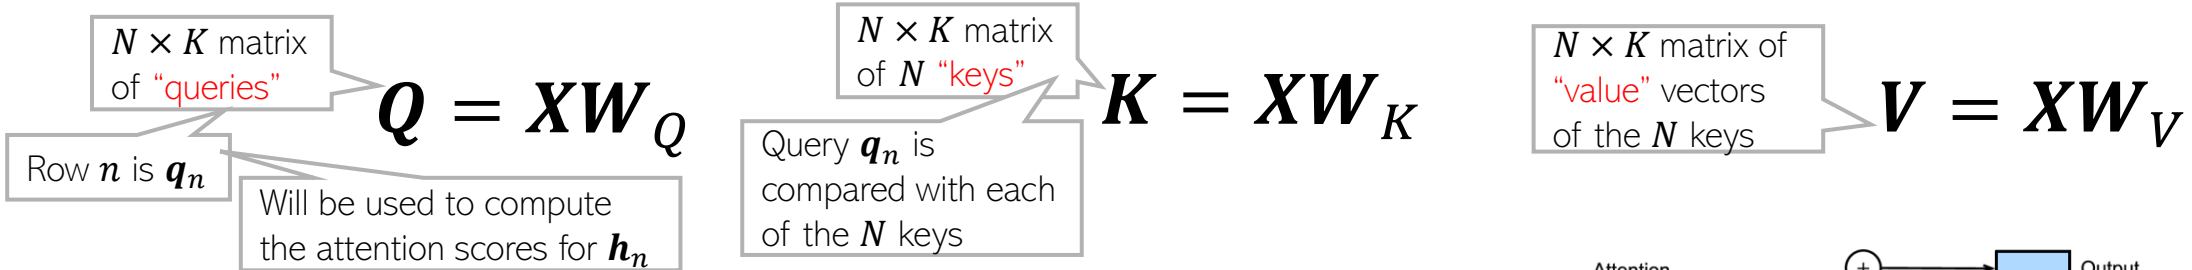 N × K matrix
of “queries”
Q = XW_Q
Row n is q_n
Will be used to compute
the attention scores for h_n
N × K matrix
of N “keys”
K = XW_K
Query q_n is
compared with each
of the N keys
N × K matrix of
“value” vectors
of the N keys
V = XW_V
Attention
+
Output